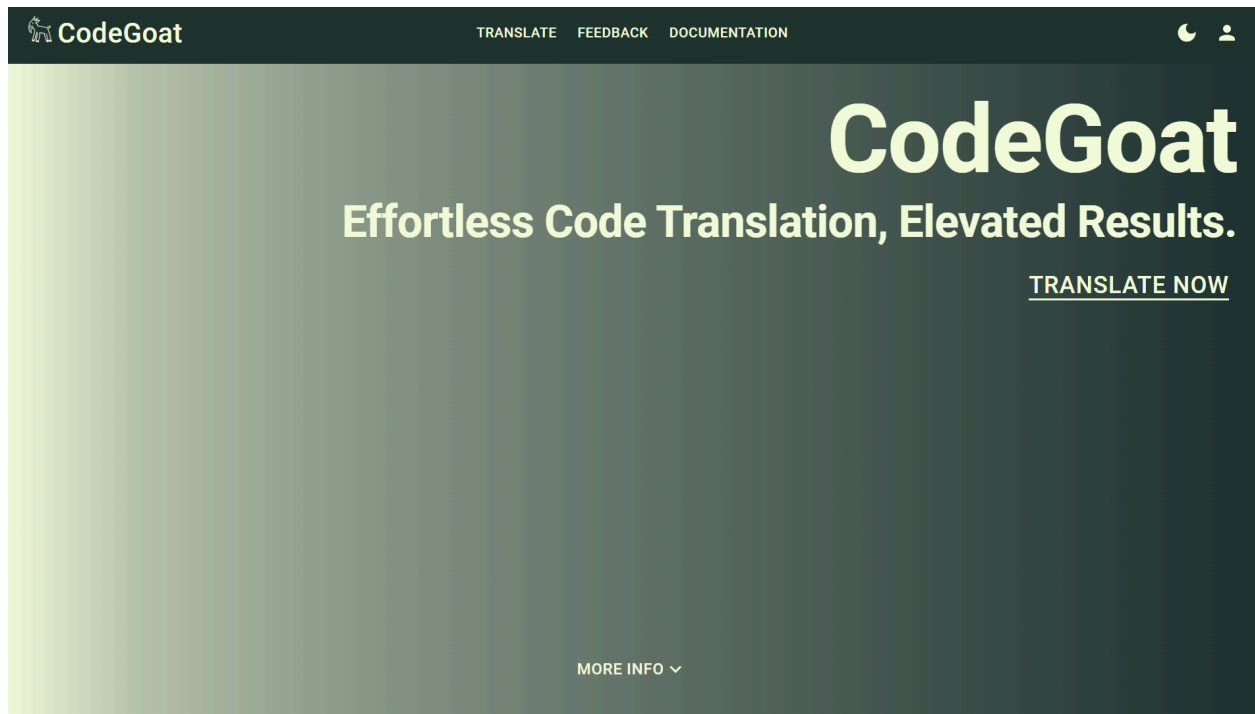 CodeGoat
TRANSLATE FEEDBACK DOCUMENTATION
CodeGoat
Effortless Code Translation, Elevated Results.
TRANSLATE NOW
MORE INFO